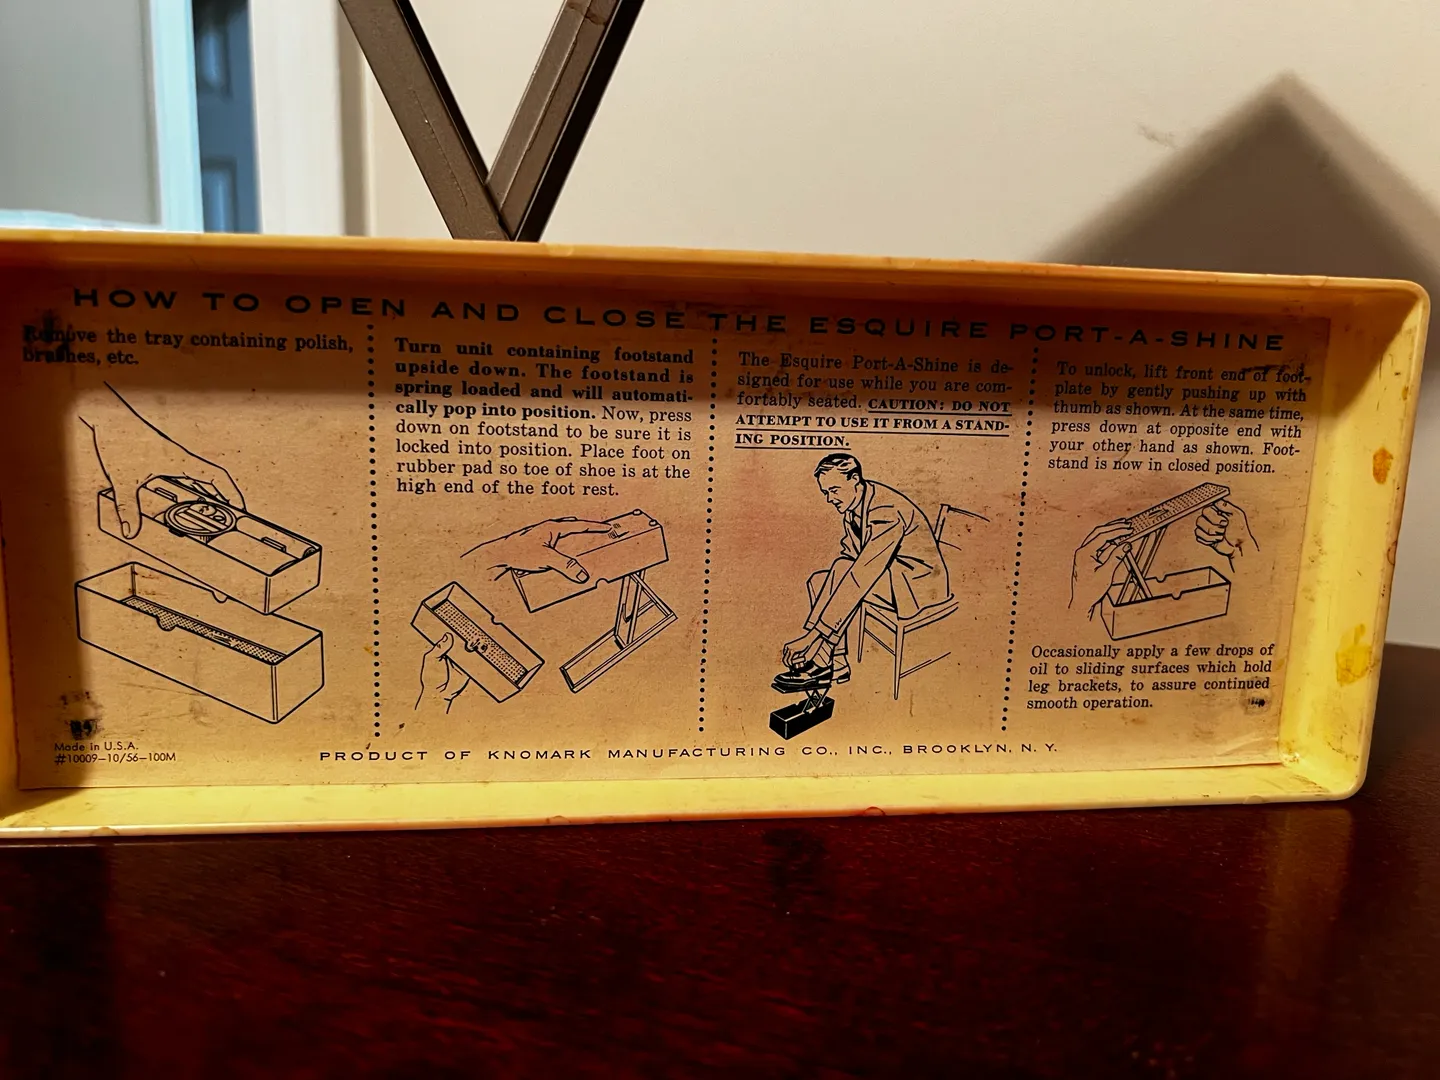 HOW TO OPEN AND CLOSE THE ESQUIRE PORT-A-SHINE
Remove the tray containing polish,
brushes, etc.
Turn unit containing footstand
upside down. The footstand is
spring loaded and will automati-
cally pop into position. Now, press
down on footstand to be sure it is
locked into position. Place foot on
rubber pad so toe of shoe is at the
high end of the foot rest.
The Esquire Port-A-Shine is de-
signed for use while you are com-
fortably seated. CAUTION: DO NOT
ATTEMPT TO USE IT FROM A STAND-
ING POSITION.
To unlock, lift front end of foot-
plate by gently pushing up with
thumb as shown. At the same time,
press down at opposite end with
your other hand as shown. Foot-
stand is now in closed position.
Occasionally apply a few drops of
oil to sliding surfaces which hold
leg brackets, to assure continued
smooth operation.
Made in U.S.A.
#10009-10/56-100M
PRODUCT OF KNOMARK MANUFACTURING CO., INC., BROOKLYN, N. Y.